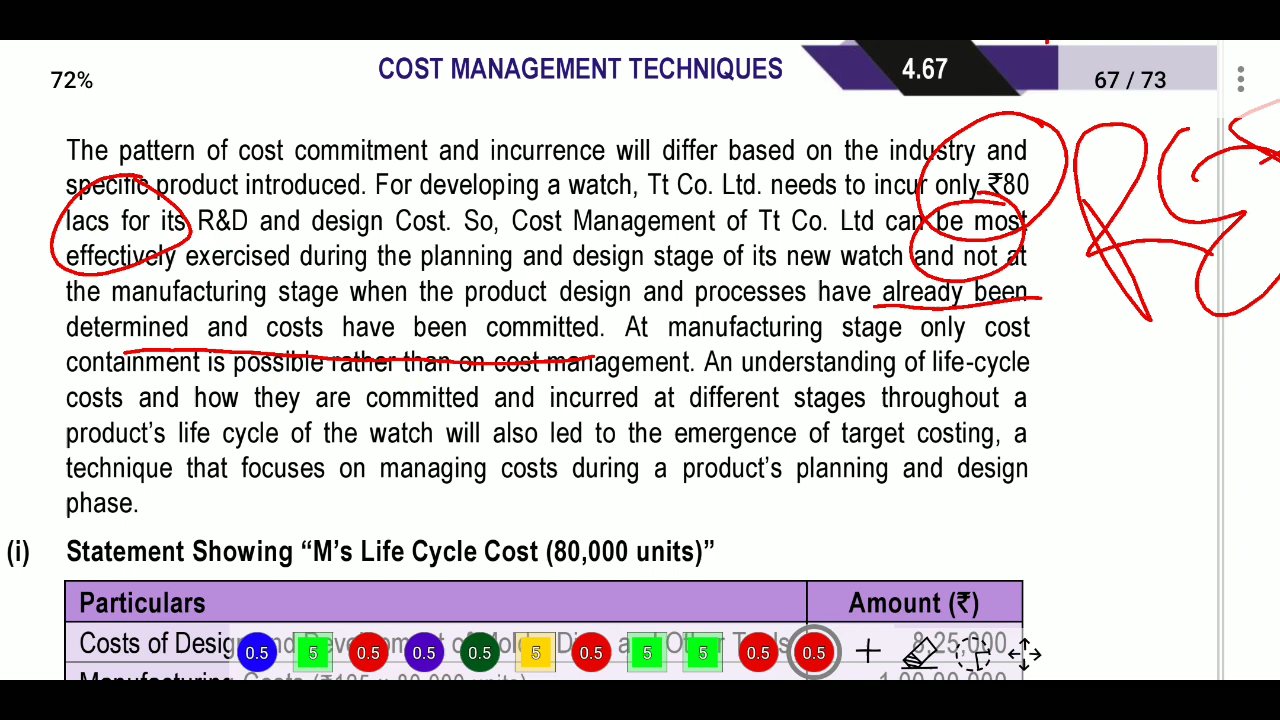 72%
COST MANAGEMENT TECHNIQUES
4.67
67 / 73
The pattern of cost commitment and incurrence will differ based on the industry and
specific product introduced. For developing a watch, Tt Co. Ltd. needs to incur only ₹80
lacs for its R&D and design Cost. So, Cost Management of Tt Co. Ltd can be most
effectively exercised during the planning and design stage of its new watch and not at
the manufacturing stage when the product design and processes have already been
determined and costs have been committed. At manufacturing stage only cost
containment is possible rather than on cost management. An understanding of life-cycle
costs and how they are committed and incurred at different stages throughout a
product's life cycle of the watch will also led to the emergence of target costing, a
technique that focuses on managing costs during a product's planning and design
phase.
(i) Statement Showing “M's Life Cycle Cost (80,000 units)”
Particulars Amount (₹)
Costs of Design and Development of Molds, Dies and Other Tools 8,25,000
0.5 5 0.5 0.5 0.5 5 0.5 5 5 0.5 0.5